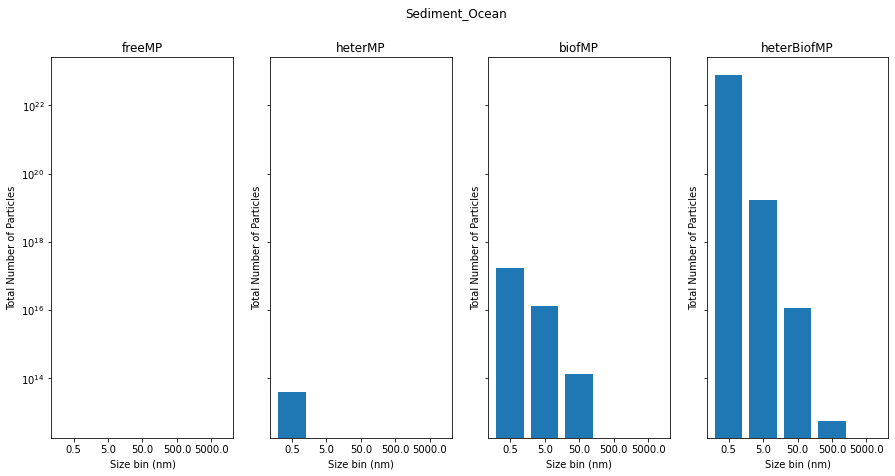 Sediment_Ocean
freeMP
heterMP
biofMP
heterBiofMP
Total Number of Particles
10^22
10^20
10^18
10^16
10^14
0.5 5.0 50.0 500.0 5000.0
Size bin (nm)
Total Number of Particles
0.5 5.0 50.0 500.0 5000.0
Size bin (nm)
Total Number of Particles
0.5 5.0 50.0 500.0 5000.0
Size bin (nm)
Total Number of Particles
0.5 5.0 50.0 500.0 5000.0
Size bin (nm)